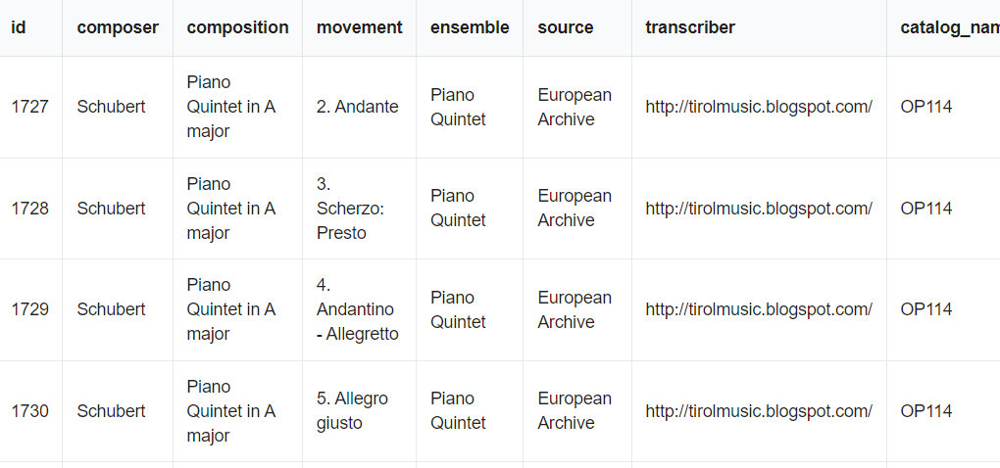 id composer composition movement ensemble source transcriber catalog_nam
Piano
1727 Schubert Quintet in A 2. Andante Piano Quintet European Archive http://tirolmusic.blogspot.com/ OP114
major
Piano 3.
1728 Schubert Quintet in A Scherzo: Piano Quintet European Archive http://tirolmusic.blogspot.com/ OP114
major Presto
Piano 4.
1729 Schubert Quintet in A Andantino Piano Quintet European Archive http://tirolmusic.blogspot.com/ OP114
major - Allegretto
Piano
1730 Schubert Quintet in A 5. Allegro giusto Piano Quintet European Archive http://tirolmusic.blogspot.com/ OP114
major